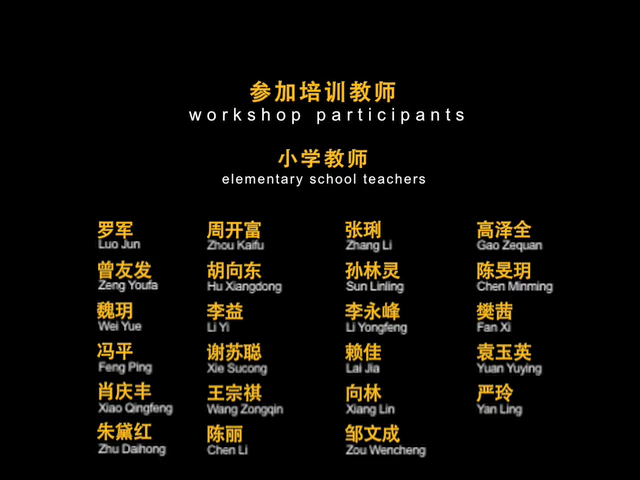 参加培训教师
workshop participants
小学教师
elementary school teachers
罗军 周开富 张琍 高泽全
Luo Jun Zhou Kaifu Zhang Li Gao Zequan
曾友发 胡向东 孙林灵 陈旻玥
Zeng Youfa Hu Xiangdong Sun Linling Chen Minming
魏玥 李益 李永峰 樊茜
Wei Yue Li Yi Li Yongfeng Fan Xi
冯平 谢苏聪 赖佳 袁玉英
Feng Ping Xie Sucong Lai Jia Yuan Yuying
肖庆丰 王宗祺 向林 严玲
Xiao Qingfeng Wang Zongqin Xiang Lin Yan Ling
朱黛红 陈丽 邹文成
Zhu Daihong Chen Li Zou Wencheng